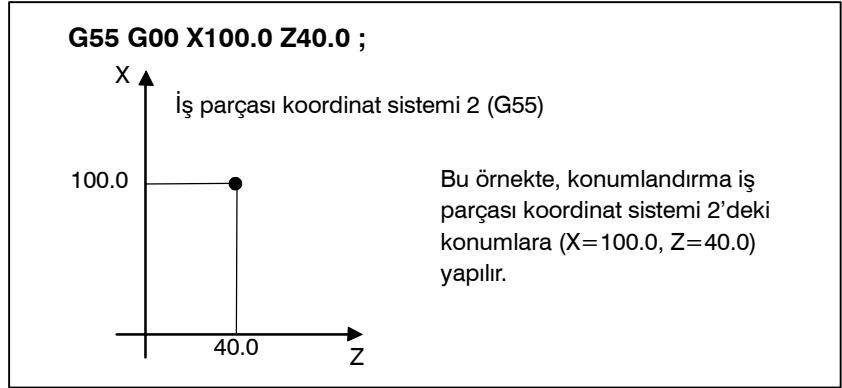 G55 G00 X100.0 Z40.0 ;
X
İş parçası koordinat sistemi 2 (G55)
100.0
Bu örnekte, konumlandırma iş
parçası koordinat sistemi 2’deki
konumlara (X=100.0, Z=40.0)
yapılır.
40.0
Z